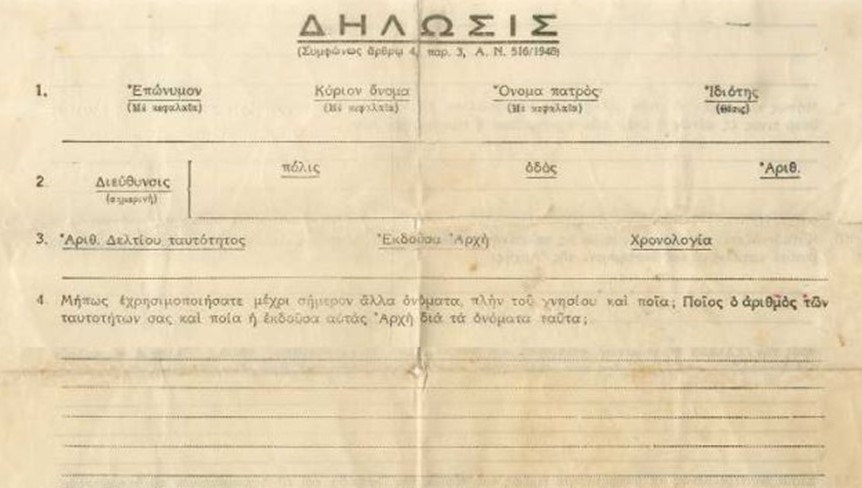 ΔΗΛΩΣΙΣ
(Συμφώνως ἄρθρῳ 4, παρ. 3, Α. Ν. 516/1948)
1. Ἐπώνυμον Κύριον ὄνομα Ὄνομα πατρὸς Ἰδιότης
(Μὲ κεφαλαῖα) (Μὲ κεφαλαῖα) (Μὲ κεφαλαῖα) (Θέσις)
2. Διεύθυνσις πόλις ὁδὸς Ἀριθ.
(σημερινὴ)
3. Ἀριθ. Δελτίου ταυτότητος Ἐκδοῦσα Ἀρχὴ Χρονολογία
4. Μήπως ἐχρησιμοποιήσατε μέχρι σήμερον ἄλλα ὀνόματα, πλὴν τοῦ γνησίου καὶ ποῖα; Ποῖος ὁ ἀριθμὸς τῶν
ταυτοτήτων σας καὶ ποία ἡ ἐκδοῦσα αὐτὰς Ἀρχὴ διὰ τὰ ὀνόματα ταῦτα;